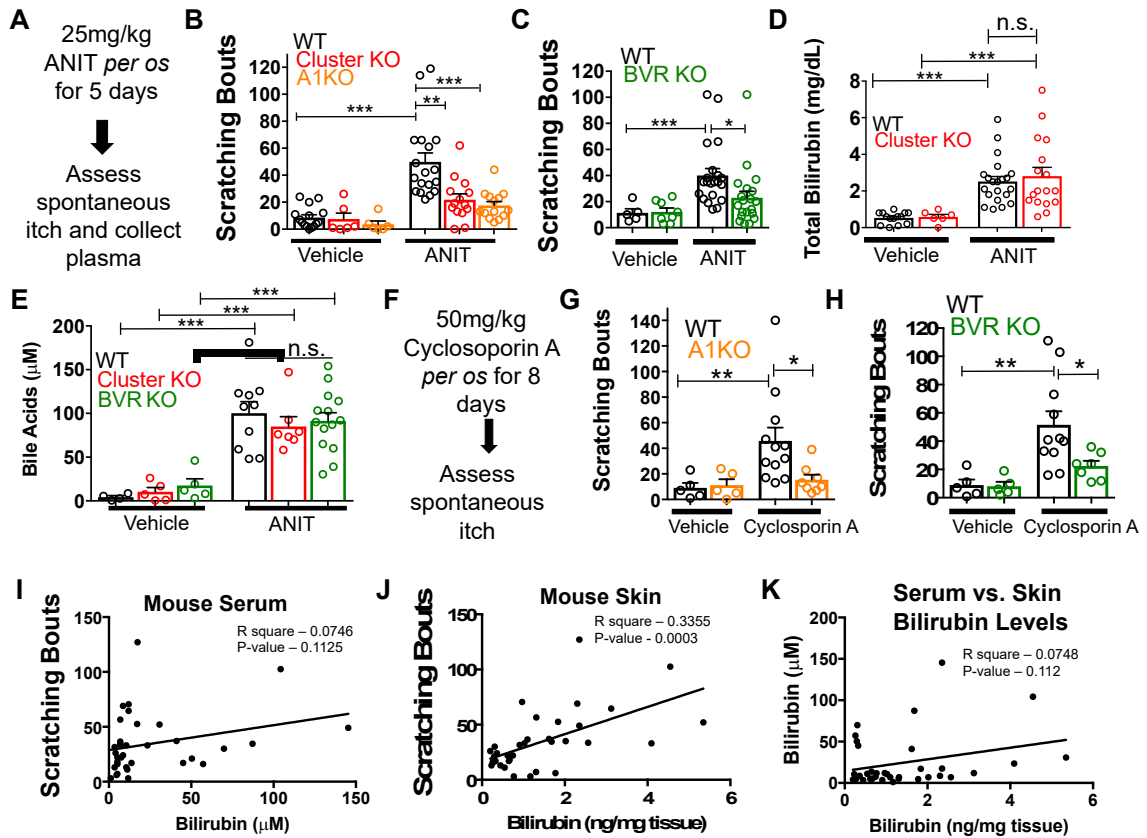 A
25mg/kg
ANIT per os
for 5 days
Assess
spontaneous
itch and collect
plasma
B
WT
Cluster KO
A1KO
Scratching Bouts
120
100
80
60
40
20
0
***
***
**
Vehicle
ANIT
C
WT
BVR KO
Scratching Bouts
120
100
80
60
40
20
0
***
*
Vehicle
ANIT
D
n.s.
***
***
WT
Cluster KO
Total Bilirubin (mg/dL)
8
6
4
2
0
Vehicle
ANIT
E
***
***
***
n.s.
WT
Cluster KO
BVR KO
Bile Acids (μM)
200
150
100
50
0
Vehicle
ANIT
F
50mg/kg
Cyclosoporin A
per os for 8
days
Assess
spontaneous
itch
G
WT
A1KO
Scratching Bouts
140
120
100
80
60
40
20
0
**
*
Vehicle
Cyclosporin A
H
WT
BVR KO
Scratching Bouts
120
100
80
60
40
20
0
**
*
Vehicle
Cyclosporin A
I
Mouse Serum
R square – 0.0746
P-value – 0.1125
Scratching Bouts
150
100
50
0
0
50
100
150
Bilirubin (μM)
J
Mouse Skin
R square – 0.3355
P-value - 0.0003
Scratching Bouts
150
100
50
0
0
2
4
6
Bilirubin (ng/mg tissue)
K
Serum vs. Skin
Bilirubin Levels
R square – 0.0748
P-value – 0.112
Bilirubin (μM)
200
150
100
50
0
0
2
4
6
Bilirubin (ng/mg tissue)